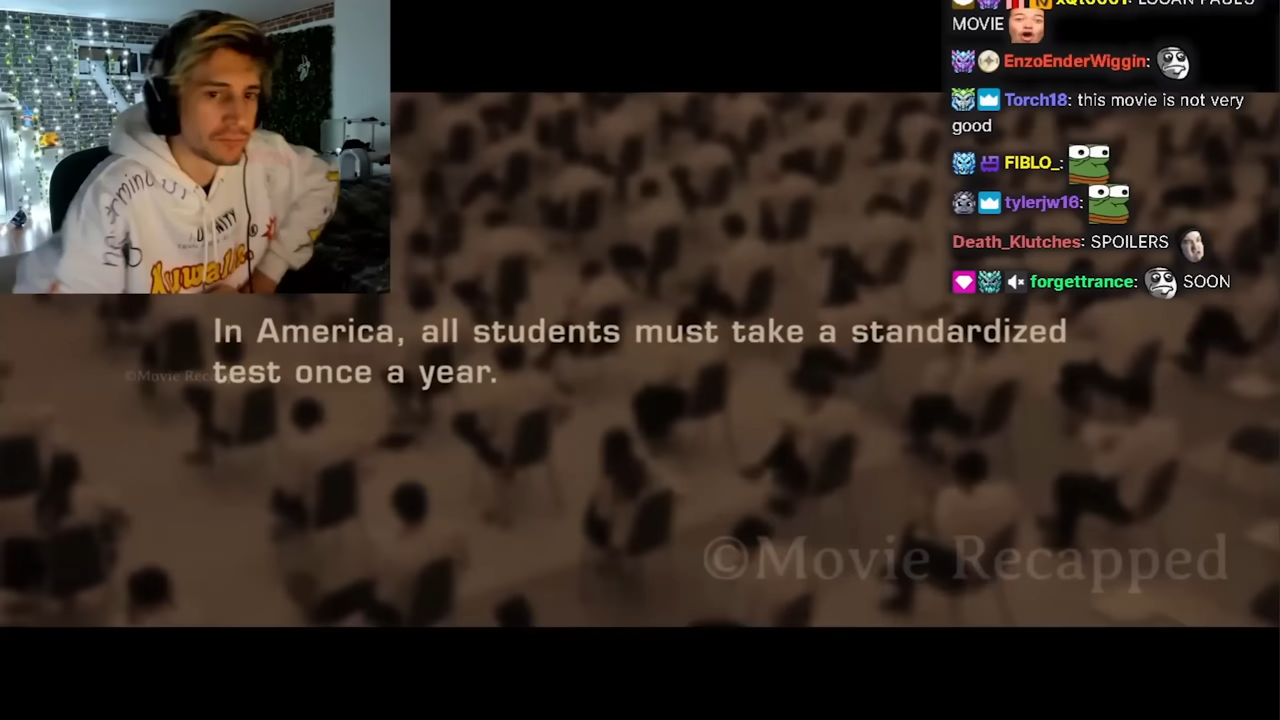 MOVIE
EnzoEnderWiggin:
Torch18: this movie is not very
good
FIBLO_:
tylerjw16:
Death_Klutches: SPOILERS
forgettrance: SOON
In America, all students must take a standardized
test once a year.
©Movie Recapped